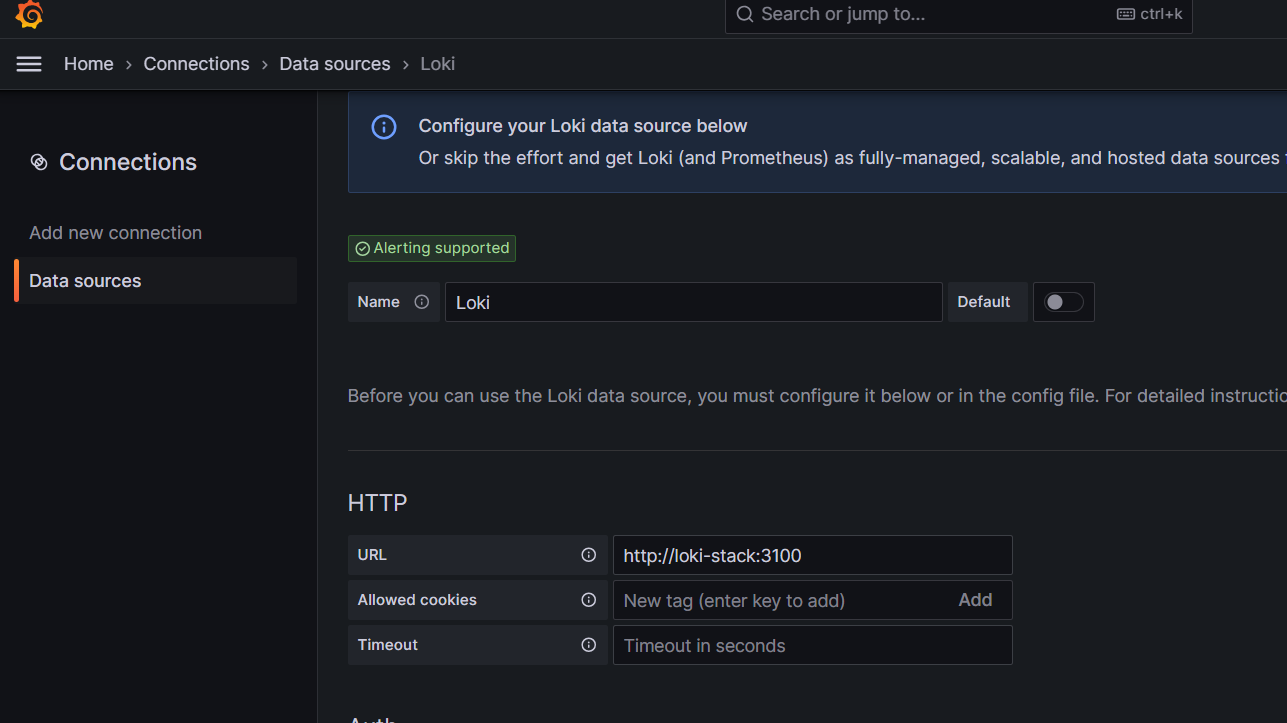 Search or jump to... ctrl+k
Home › Connections › Data sources › Loki
Connections
Add new connection
Data sources
Configure your Loki data source below
Or skip the effort and get Loki (and Prometheus) as fully-managed, scalable, and hosted data sources
Alerting supported
Name Loki Default
Before you can use the Loki data source, you must configure it below or in the config file. For detailed
HTTP
URL http://loki-stack:3100
Allowed cookies New tag (enter key to add) Add
Timeout Timeout in seconds